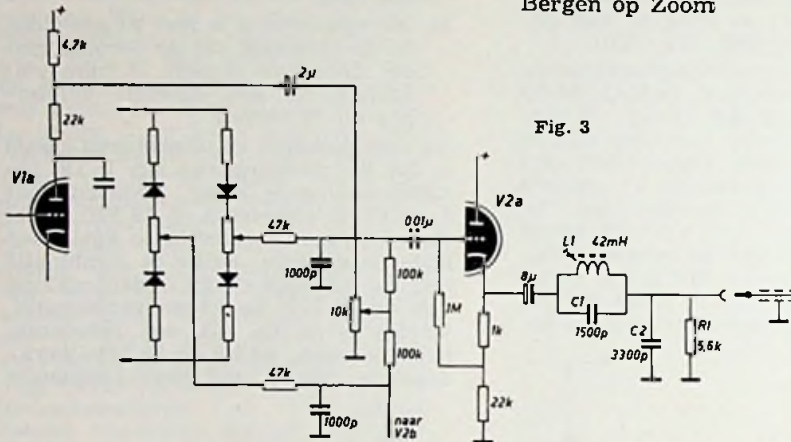 Bergen op Zoom
Fig. 3
+
4,7k
22k
V1a
2µ
47k
1000p
10k
100k
100k
47k
1000p
naar
V2b
0,01µ
1M
+
V2a
1k
22k
8µ
L1
42mH
C1
1500p
C2
3300p
R1
5,6k